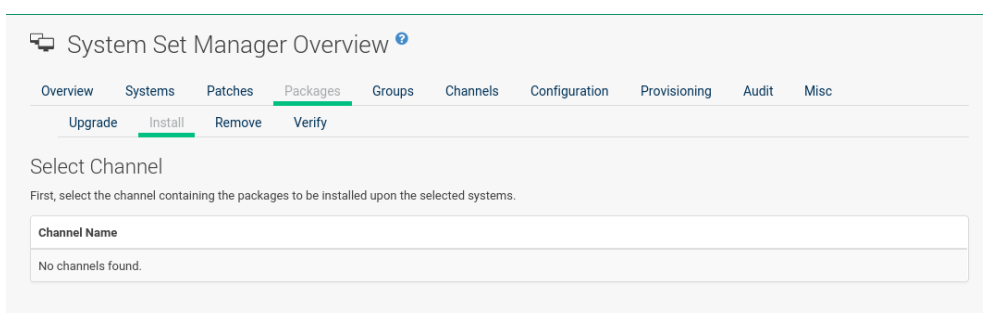 System Set Manager Overview ?
Overview Systems Patches Packages Groups Channels Configuration Provisioning Audit Misc
Upgrade Install Remove Verify
Select Channel
First, select the channel containing the packages to be installed upon the selected systems.
Channel Name
No channels found.